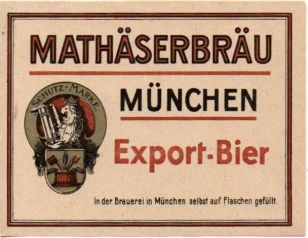 MATHÄSERBRÄU
SCHUTZ-MARKE
MÜNCHEN
Export-Bier
In der Brauerei in München selbst auf Flaschen gefüllt.